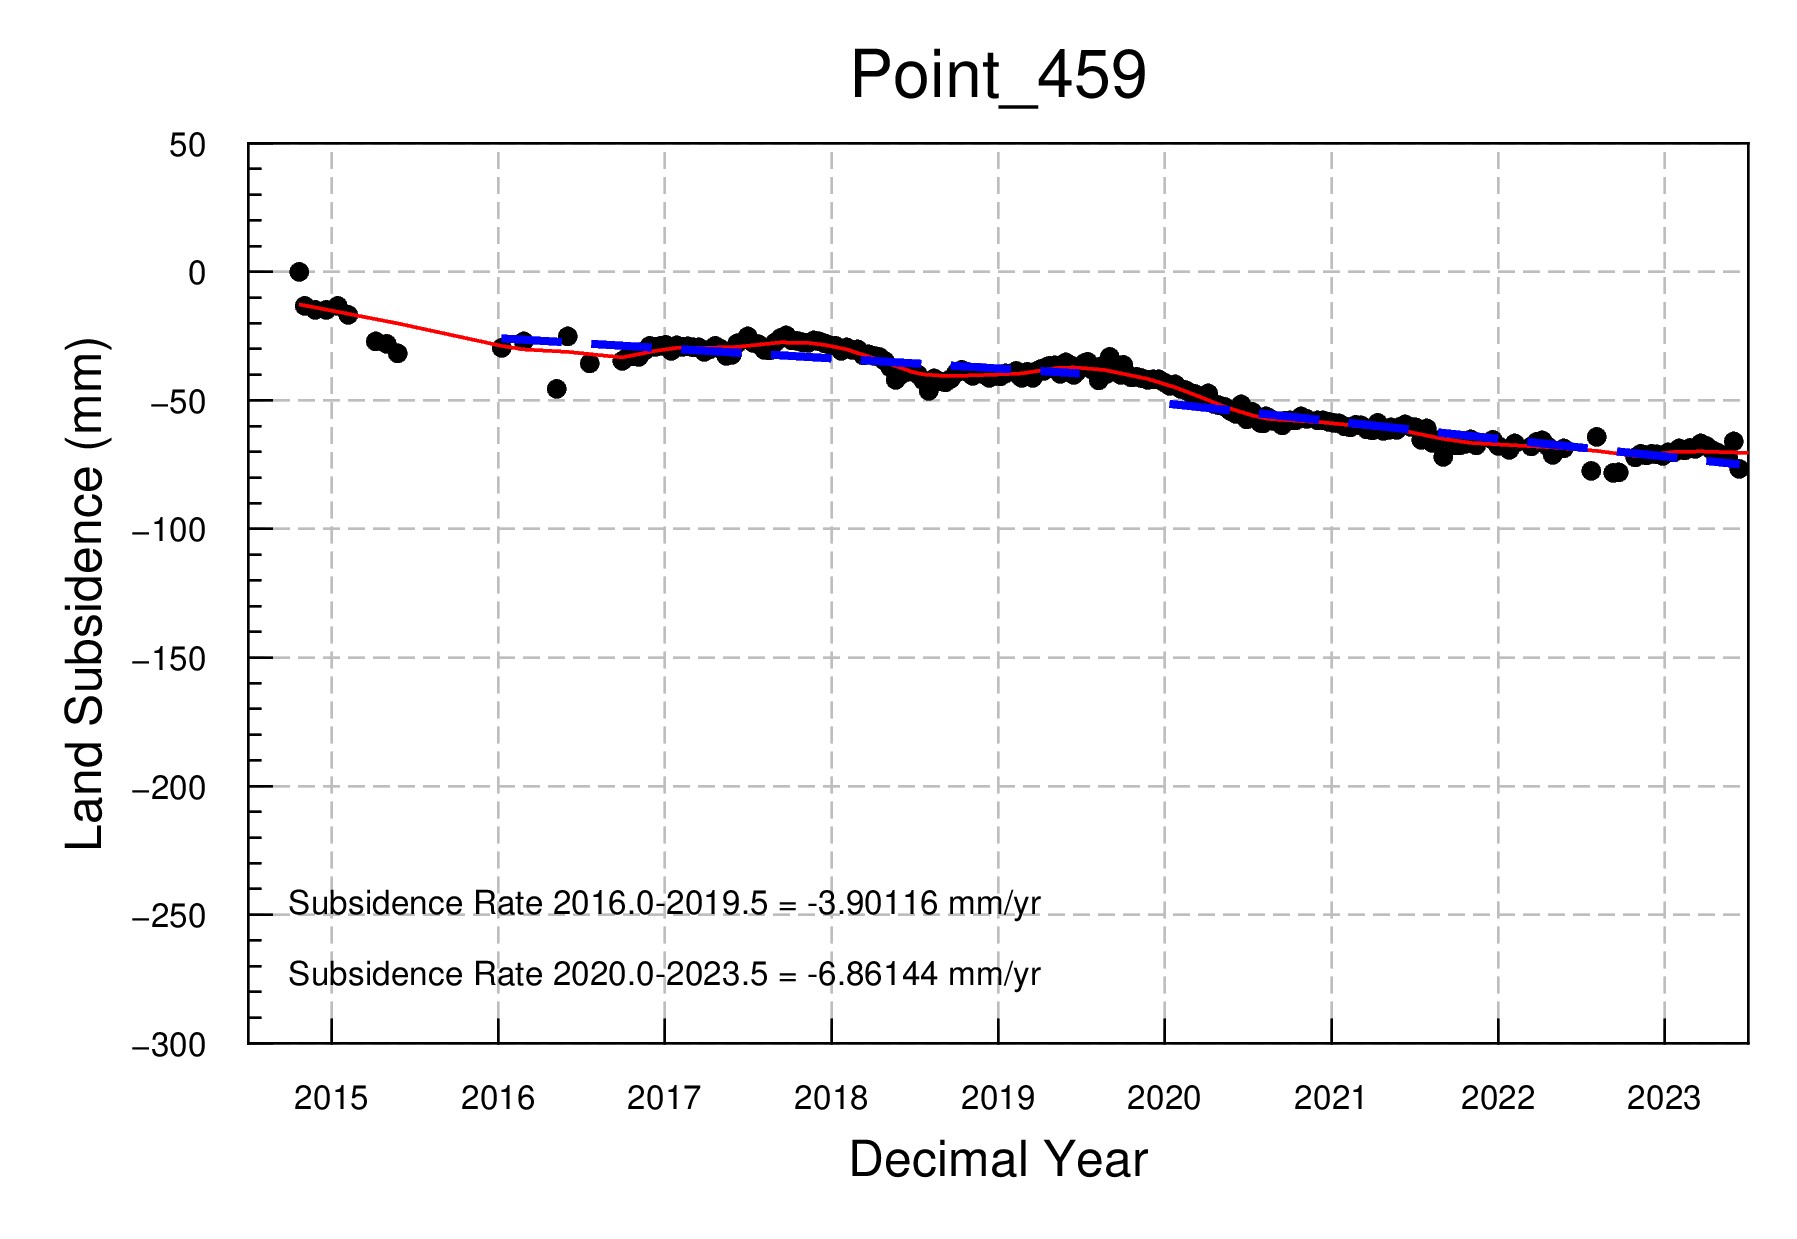 Point_459
50
0
−50
−100
−150
−200
−250
−300
Land Subsidence (mm)
Subsidence Rate 2016.0-2019.5 = -3.90116 mm/yr
Subsidence Rate 2020.0-2023.5 = -6.86144 mm/yr
2015 2016 2017 2018 2019 2020 2021 2022 2023
Decimal Year